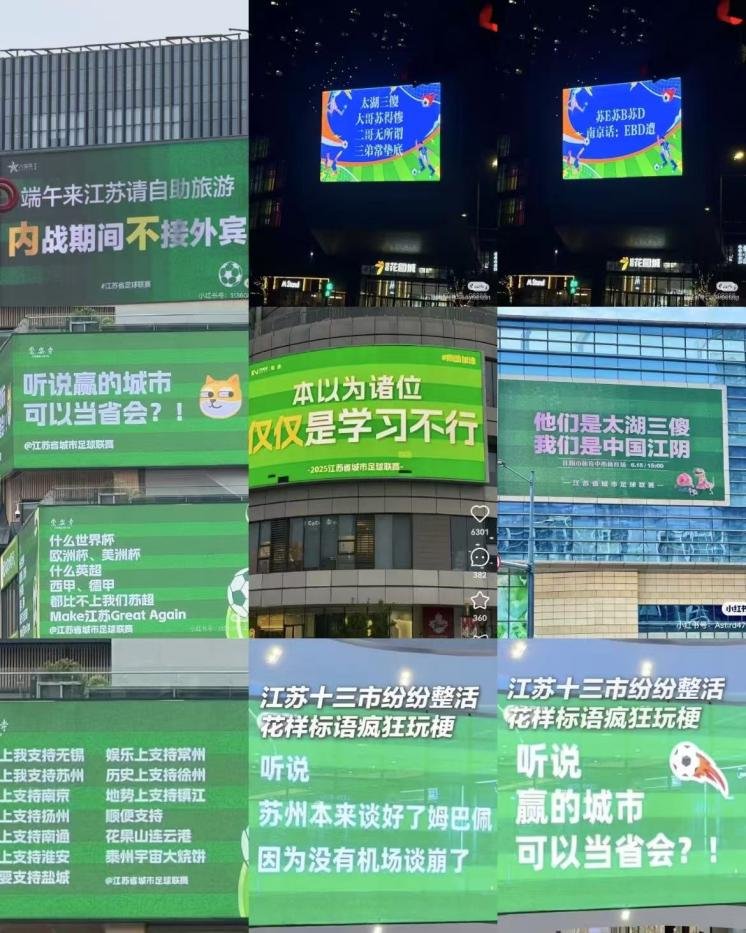 端午来江苏请自助旅游
内战期间不接外宾
#江苏省足球联赛
太湖三傻
大哥苏得惨
二哥无所谓
三弟常垫底
花园城
苏E苏B苏D
南京话：EBD遭
花园城
听说赢的城市
可以当省会？！
@江苏省城市足球联赛
什么世界杯
欧洲杯、美洲杯
什么英超
西甲、德甲
都比不上我们苏超
Make江苏Great Again
@江苏省城市足球联赛
本以为诸位
仅仅是学习不行
-2025江苏省城市足球联赛-
6301
382
360
他们是太湖三傻
我们是中国江阴
江苏省城市足球联赛
上我支持无锡 娱乐上支持常州
上我支持苏州 历史上支持徐州
上支持南京 地势上支持镇江
上支持扬州 顺便支持
上支持南通 花果山连云港
上支持淮安 泰州宇宙大烧饼
要支持盐城 @江苏省城市足球联赛
江苏十三市纷纷整活
花样标语疯狂玩梗
听说
苏州本来谈好了姆巴佩
因为没有机场谈崩了
江苏十三市纷纷整活
花样标语疯狂玩梗
听说
赢的城市
可以当省会？！